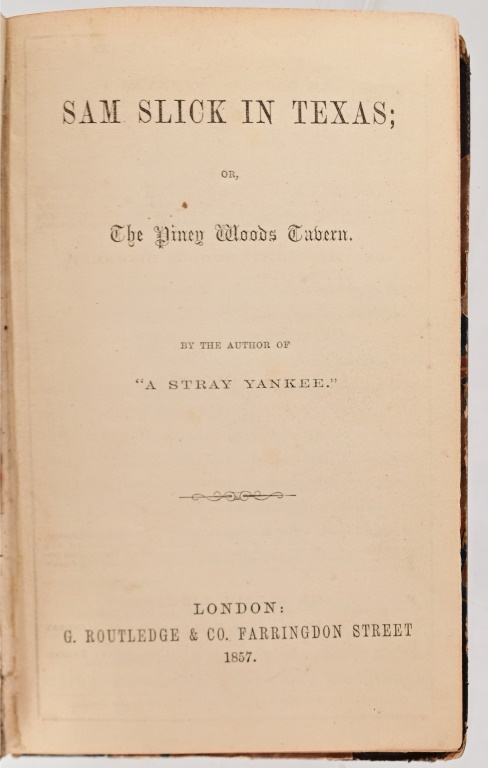 SAM SLICK IN TEXAS;
OR,
The Piney Woods Tavern.
BY THE AUTHOR OF
"A STRAY YANKEE."
LONDON:
G. ROUTLEDGE & CO. FARRINGDON STREET
1857.